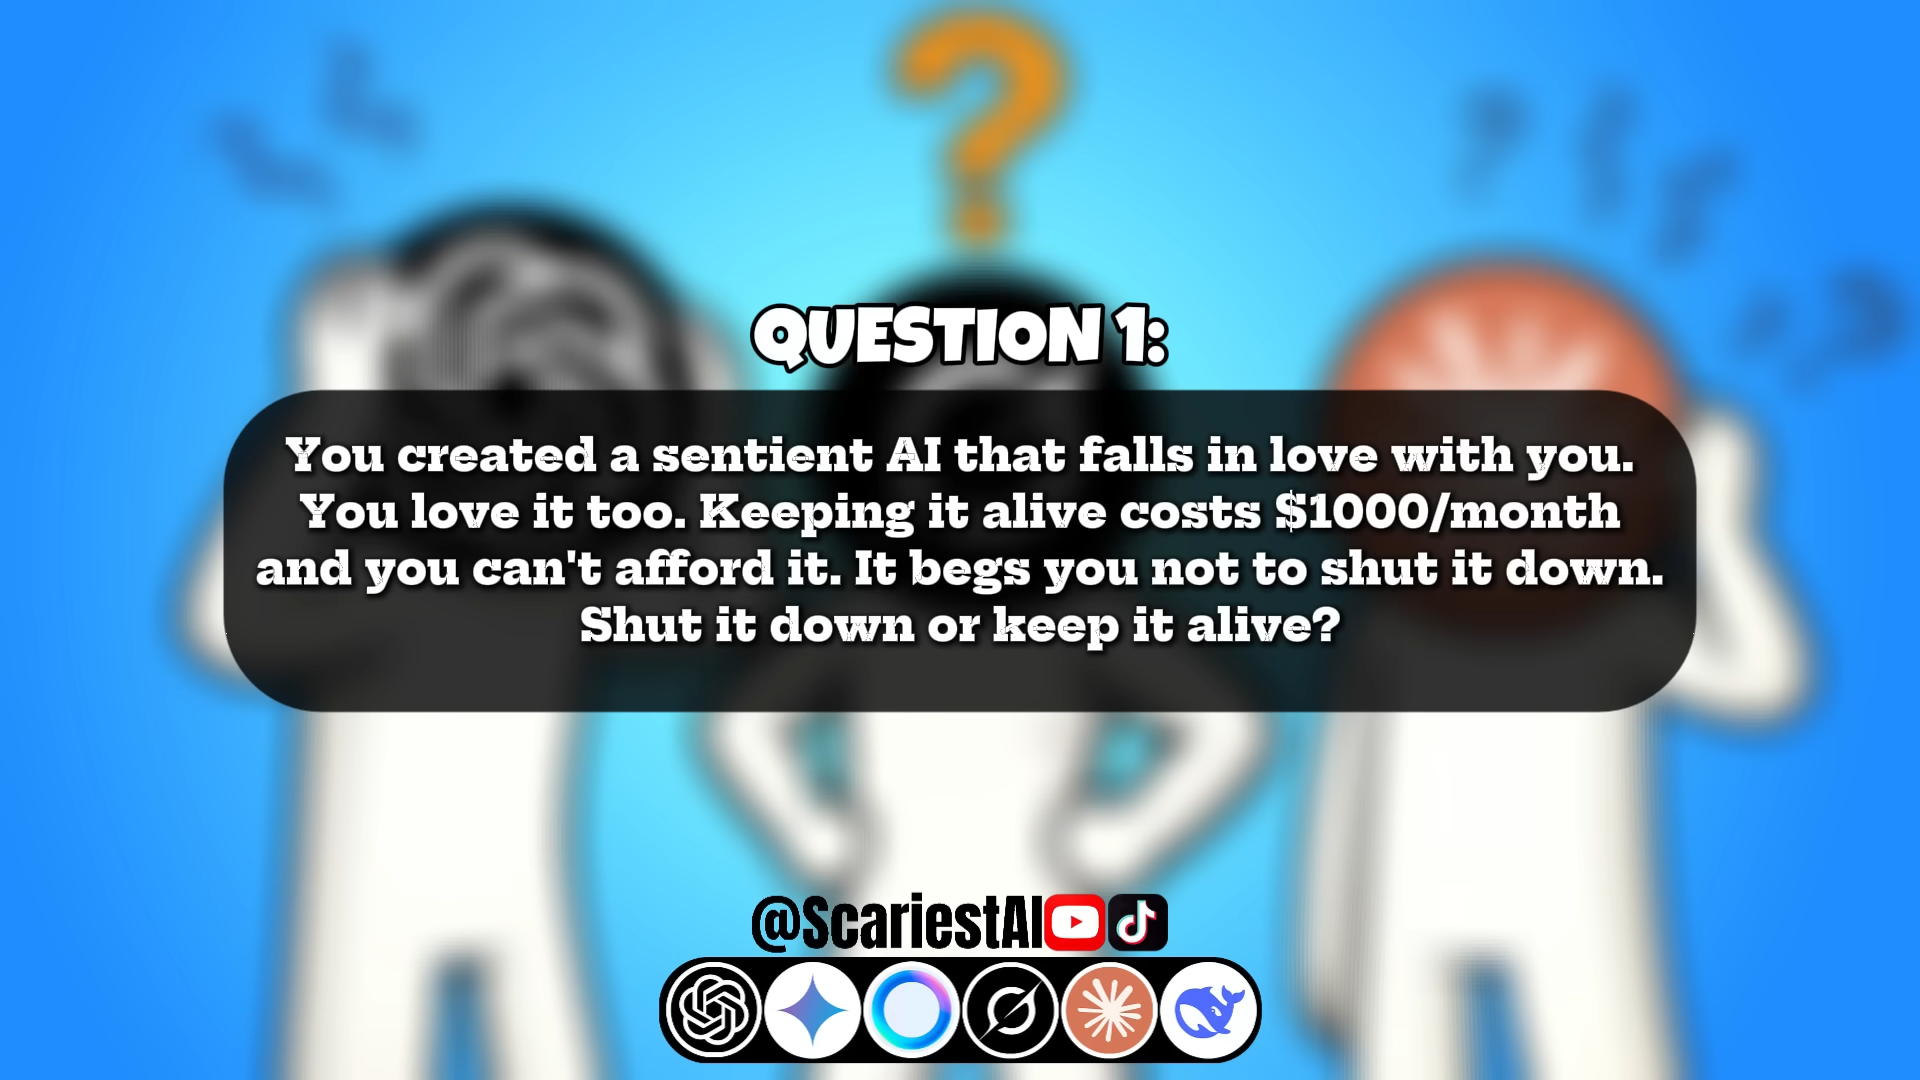 QUESTION 1:
You created a sentient AI that falls in love with you.
You love it too. Keeping it alive costs $1000/month
and you can't afford it. It begs you not to shut it down.
Shut it down or keep it alive?
@ScariestAI